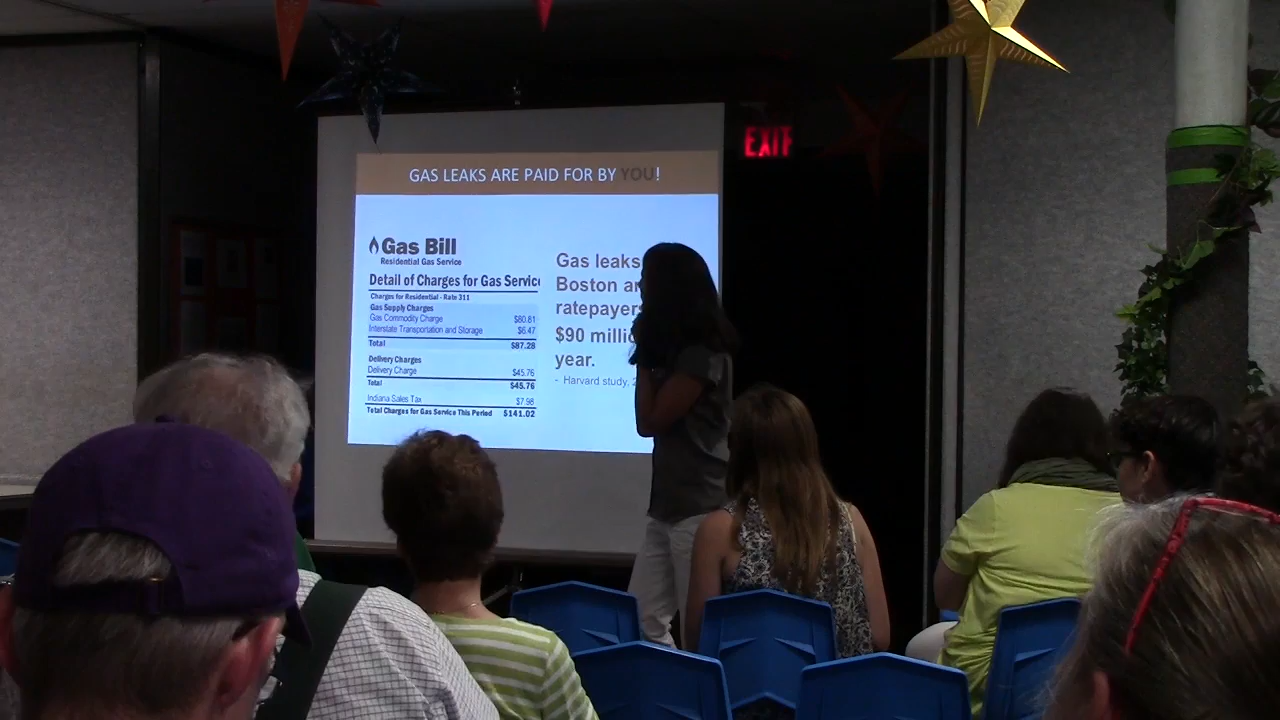 EXIT
GAS LEAKS ARE PAID FOR BY YOU!
Gas Bill
Residential Gas Service
Detail of Charges for Gas Service
Charges for Residential - Rate 311
Gas Supply Charges
Gas Commodity Charge $80.81
Interstate Transportation and Storage $6.47
Total $87.28
Delivery Charges
Delivery Charge $45.76
Total $45.76
Indiana Sales Tax $7.98
Total Charges for Gas Service This Period $141.02
Gas leaks
Boston
ratepayers
$90
year.
- Harvard study,